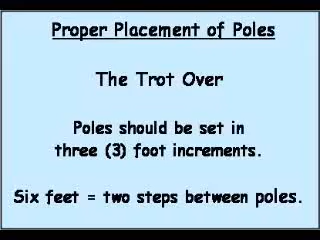 Proper Placement of Poles
The Trot Over
Poles should be set in
three (3) foot increments.
Six feet = two steps between poles.